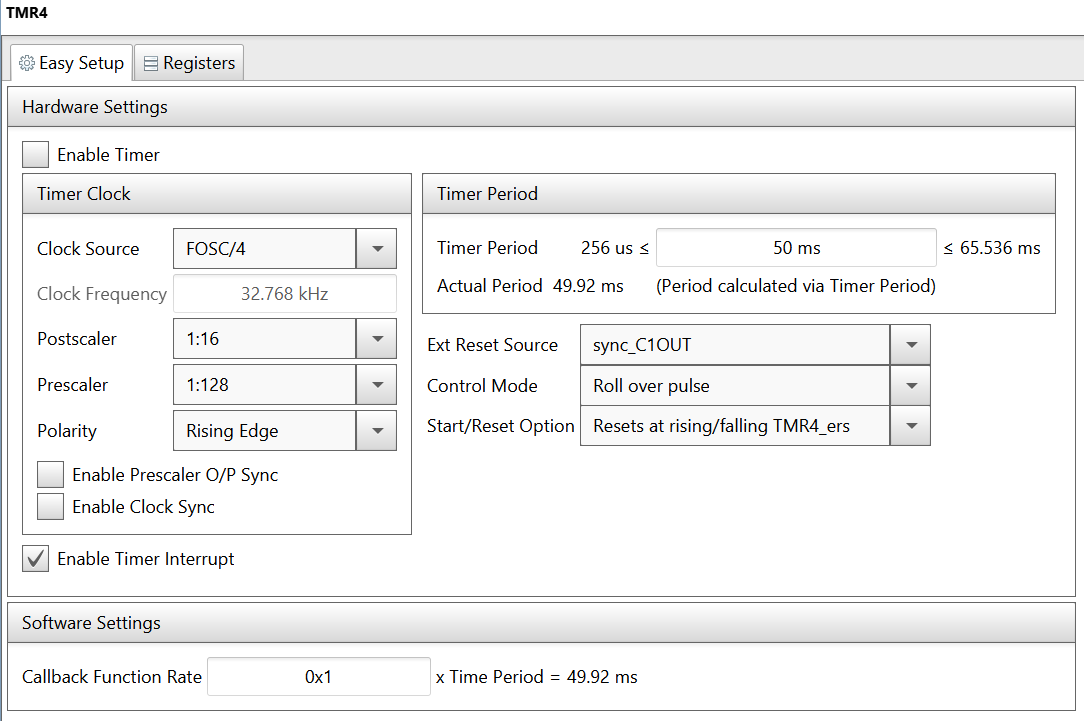 TMR4
Easy Setup
Registers
Hardware Settings
Enable Timer
Timer Clock
Clock Source FOSC/4
Clock Frequency 32.768 kHz
Postscaler 1:16
Prescaler 1:128
Polarity Rising Edge
Enable Prescaler O/P Sync
Enable Clock Sync
Timer Period
Timer Period 256 us ≤ 50 ms ≤ 65.536 ms
Actual Period 49.92 ms (Period calculated via Timer Period)
Ext Reset Source sync_C1OUT
Control Mode Roll over pulse
Start/Reset Option Resets at rising/falling TMR4_ers
Enable Timer Interrupt
Software Settings
Callback Function Rate 0x1 x Time Period = 49.92 ms